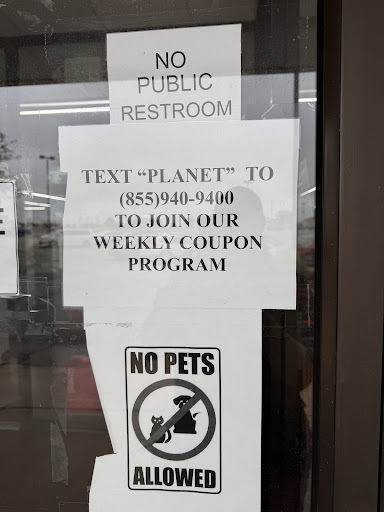 NO
PUBLIC
RESTROOM
TEXT “PLANET” TO
(855)940-9400
TO JOIN OUR
WEEKLY COUPON
PROGRAM
NO PETS
ALLOWED